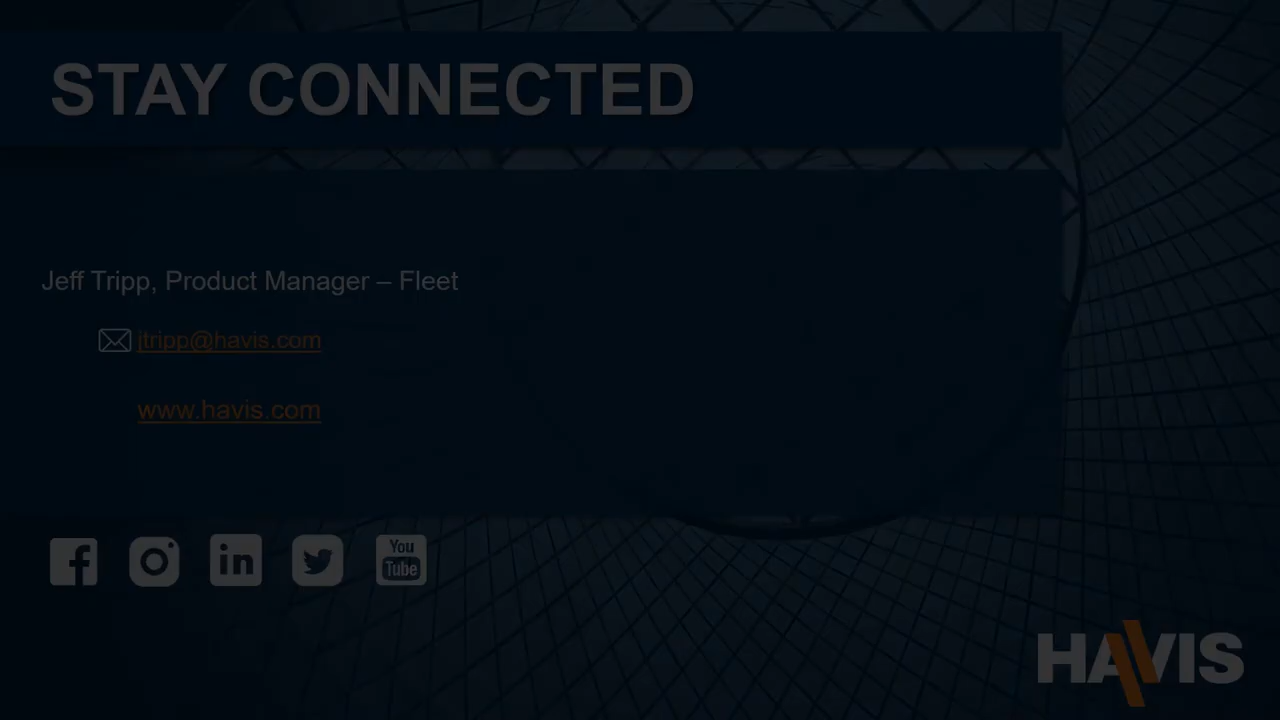 STAY CONNECTED
Jeff Tripp, Product Manager – Fleet
jtripp@havis.com
www.havis.com
You
Tube
HAVIS